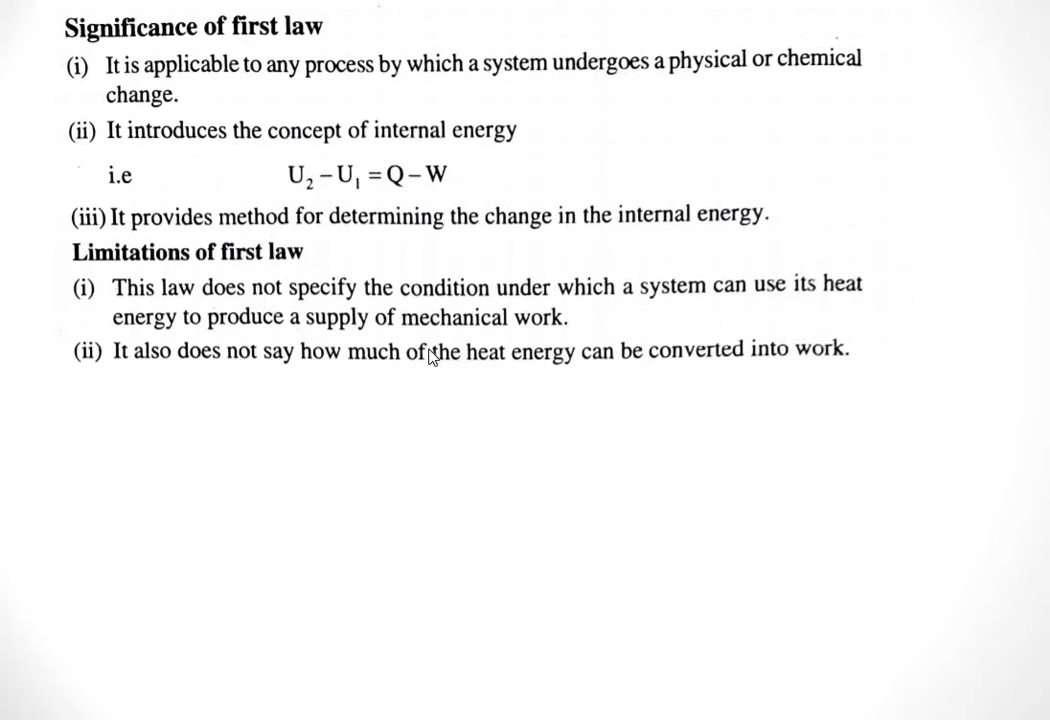 Significance of first law
(i) It is applicable to any process by which a system undergoes a physical or chemical
change.
(ii) It introduces the concept of internal energy
i.e U₂ – U₁ = Q – W
(iii) It provides method for determining the change in the internal energy.
Limitations of first law
(i) This law does not specify the condition under which a system can use its heat
energy to produce a supply of mechanical work.
(ii) It also does not say how much of the heat energy can be converted into work.